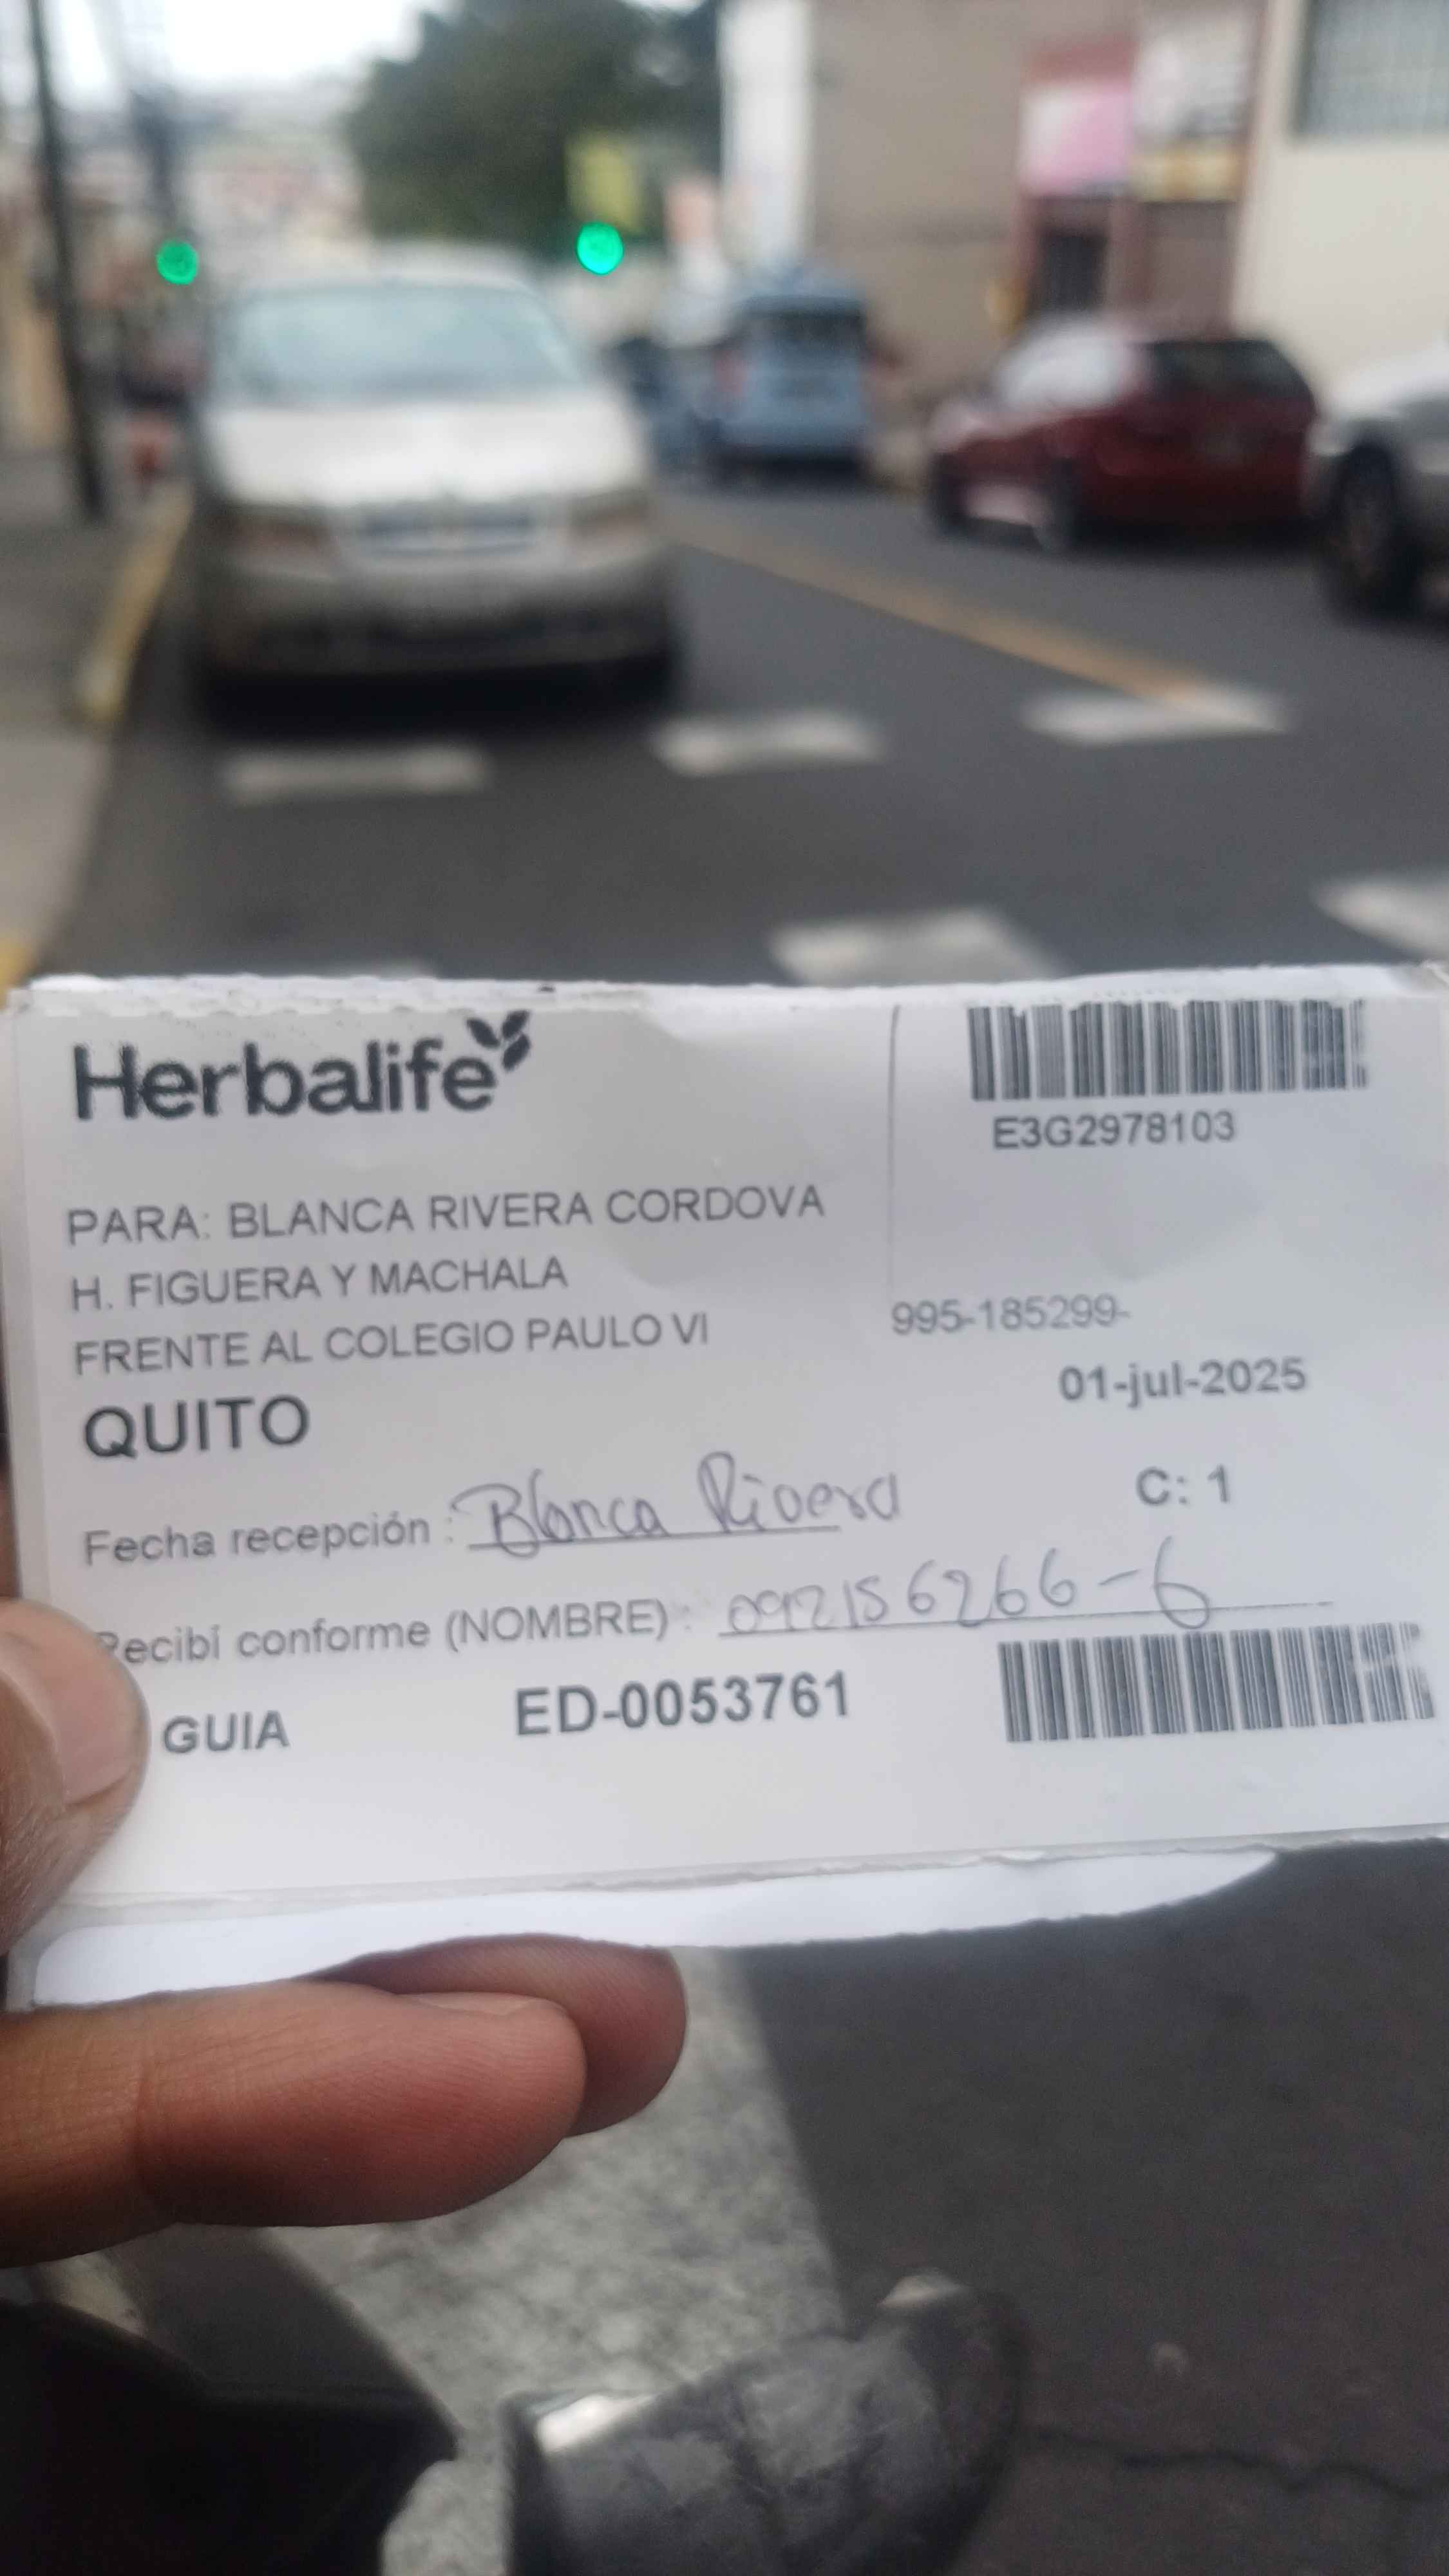 Herbalife
E3G2978103
PARA: BLANCA RIVERA CORDOVA
H. FIGUERA Y MACHALA
FRENTE AL COLEGIO PAULO VI
995-185299-
QUITO
01-jul-2025
C: 1
Fecha recepción : Blanca Rivera
Recibí conforme (NOMBRE) : 092156266-6
GUIA ED-0053761